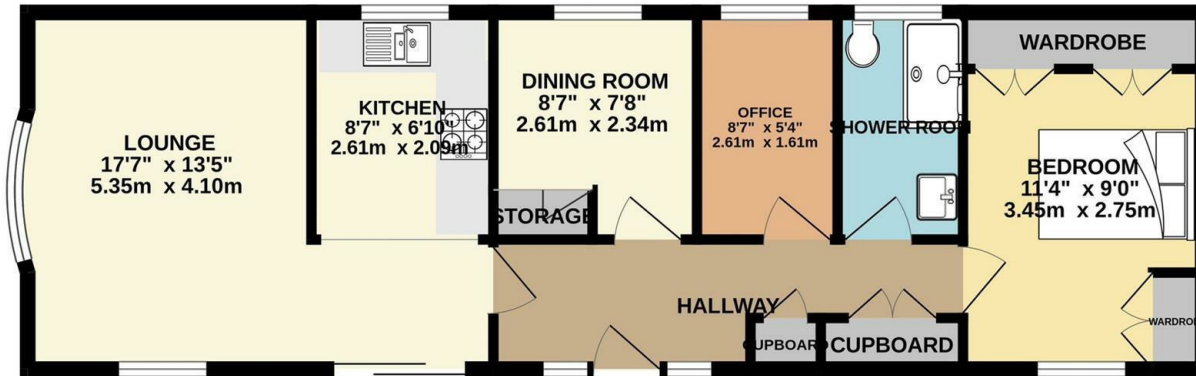 LOUNGE
17'7" x 13'5"
5.35m x 4.10m
KITCHEN
8'7" x 6'10"
2.61m x 2.09m
DINING ROOM
8'7" x 7'8"
2.61m x 2.34m
STORAGE
OFFICE
8'7" x 5'4"
2.61m x 1.61m
SHOWER ROOM
WARDROBE
BEDROOM
11'4" x 9'0"
3.45m x 2.75m
WARDROBE
HALLWAY
CUPBOARD
CUPBOARD